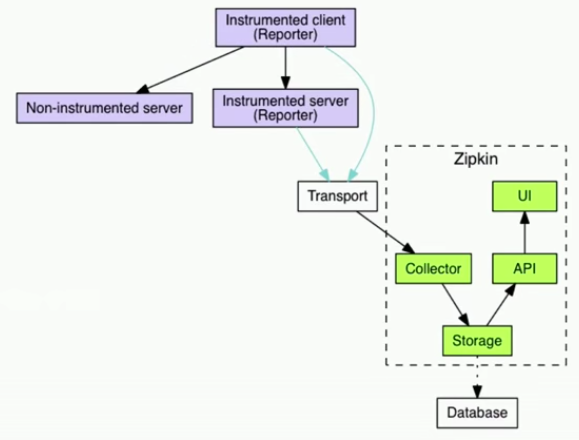 Instrumented client
(Reporter)
Non-instrumented server
Instrumented server
(Reporter)
Zipkin
Transport
UI
Collector
API
Storage
Database